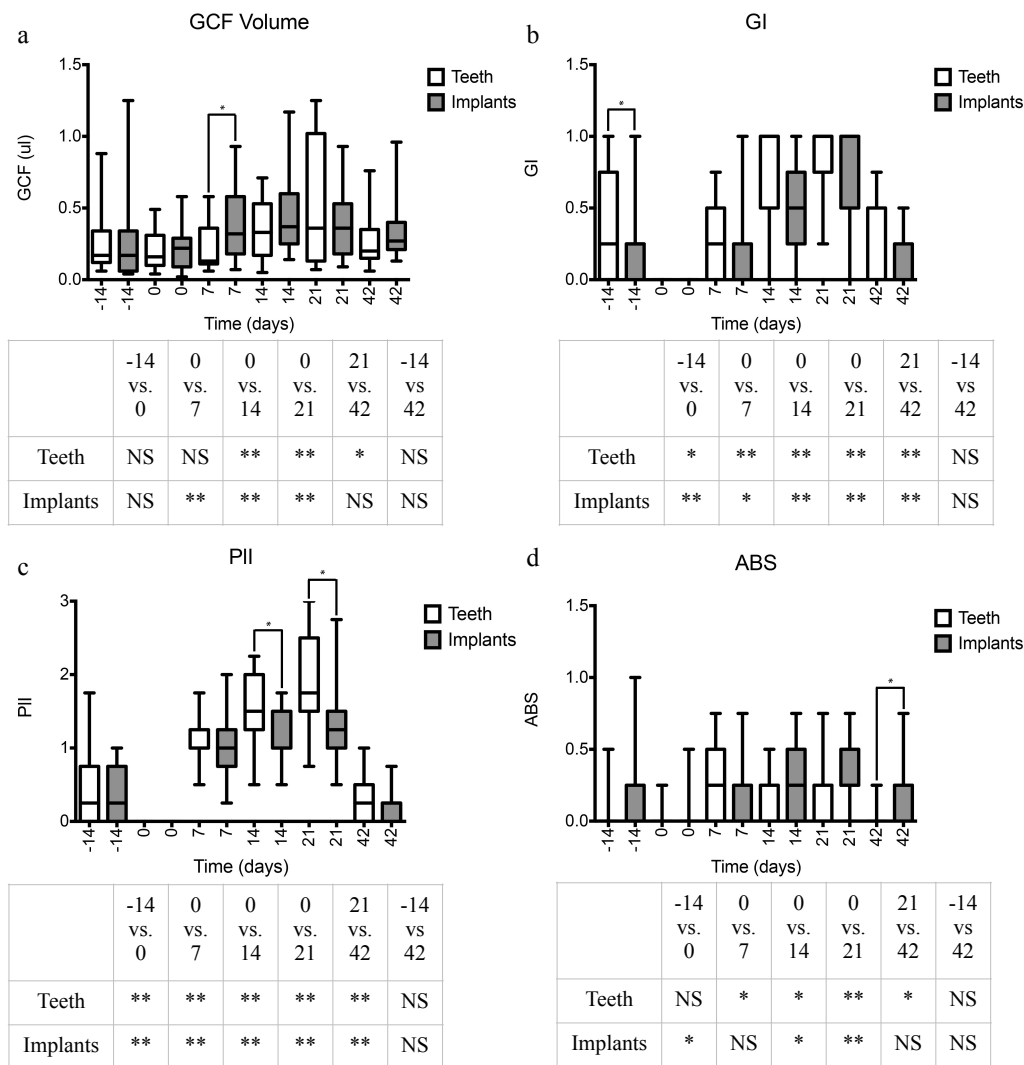 a
GCF Volume
1.5
1.0
0.5
0.0
GCF (ul)
Teeth
Implants
*
-14 -14 0 0 7 7 14 14 21 21 42 42
Time (days)
-14 vs. 0
0 vs. 7
0 vs. 14
0 vs. 21
21 vs. 42
-14 vs 42
Teeth NS NS ** ** * NS
Implants NS ** ** ** NS NS
b
GI
1.5
1.0
0.5
0.0
GI
Teeth
Implants
*
-14 -14 0 0 7 7 14 14 21 21 42 42
Time (days)
-14 vs. 0
0 vs. 7
0 vs. 14
0 vs. 21
21 vs. 42
-14 vs 42
Teeth * ** ** ** ** NS
Implants ** * ** ** ** NS
c
PlI
3
2
1
0
PlI
Teeth
Implants
*
*
-14 -14 0 0 7 7 14 14 21 21 42 42
Time (days)
-14 vs. 0
0 vs. 7
0 vs. 14
0 vs. 21
21 vs. 42
-14 vs 42
Teeth ** ** ** ** ** NS
Implants ** ** ** ** ** NS
d
ABS
1.5
1.0
0.5
0.0
ABS
Teeth
Implants
*
-14 -14 0 0 7 7 14 14 21 21 42 42
Time (days)
-14 vs. 0
0 vs. 7
0 vs. 14
0 vs. 21
21 vs. 42
-14 vs 42
Teeth NS * * ** * NS
Implants * NS * ** NS NS